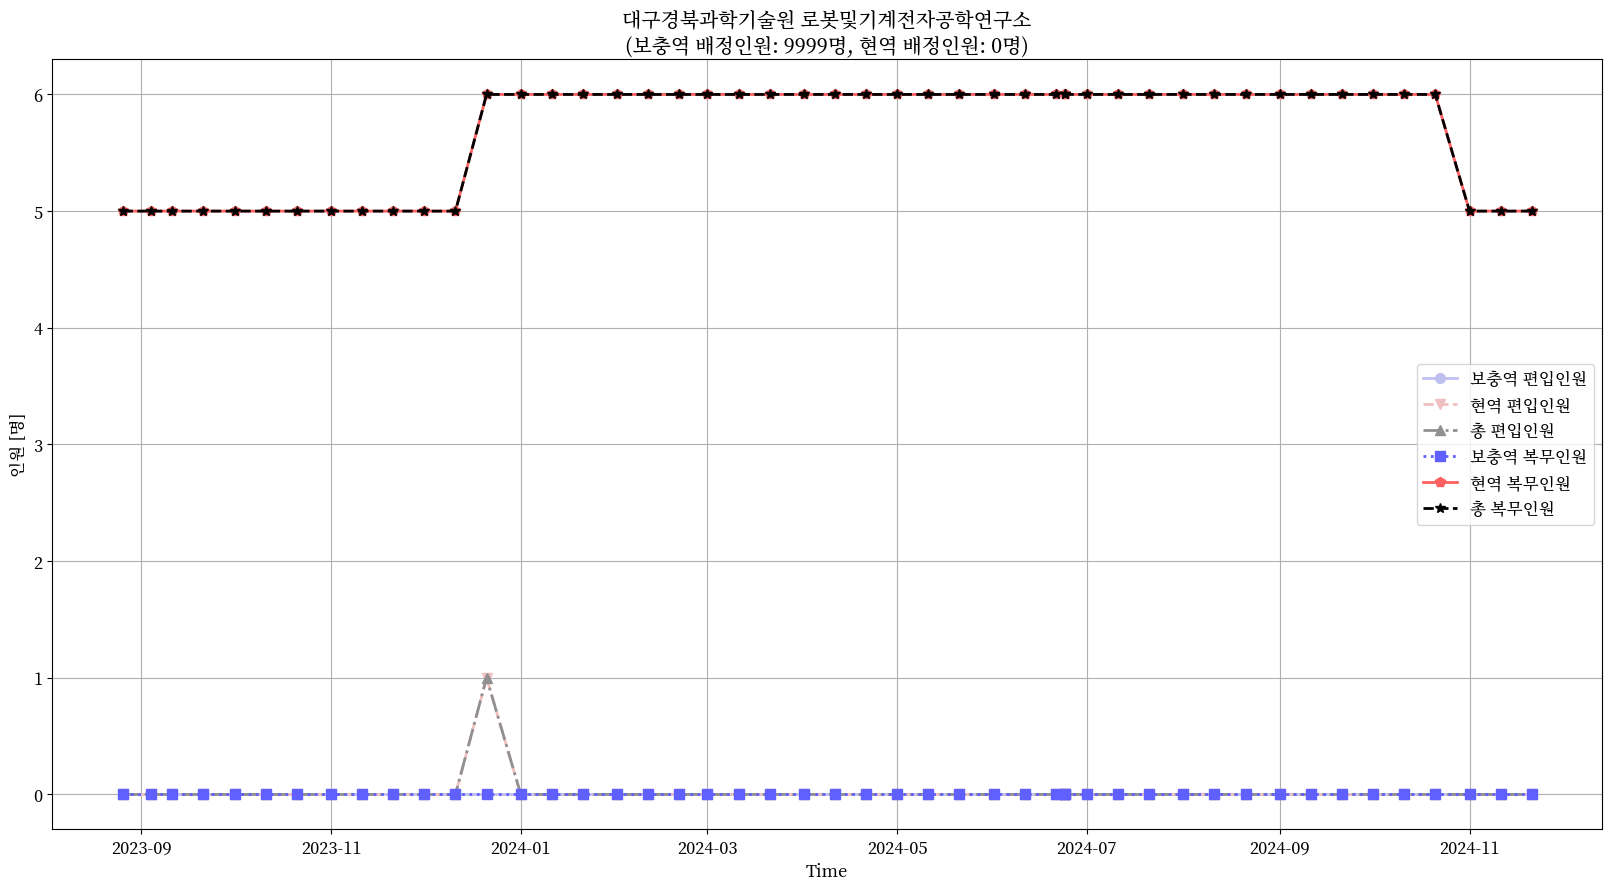 대구경북과학기술원 로봇및기계전자공학연구소
(보충역 배정인원: 9999명, 현역 배정인원: 0명)
인원 [명]
6
5
4
3
2
1
0
보충역 편입인원
현역 편입인원
총 편입인원
보충역 복무인원
현역 복무인원
총 복무인원
2023-09
2023-11
2024-01
2024-03
2024-05
2024-07
2024-09
2024-11
Time